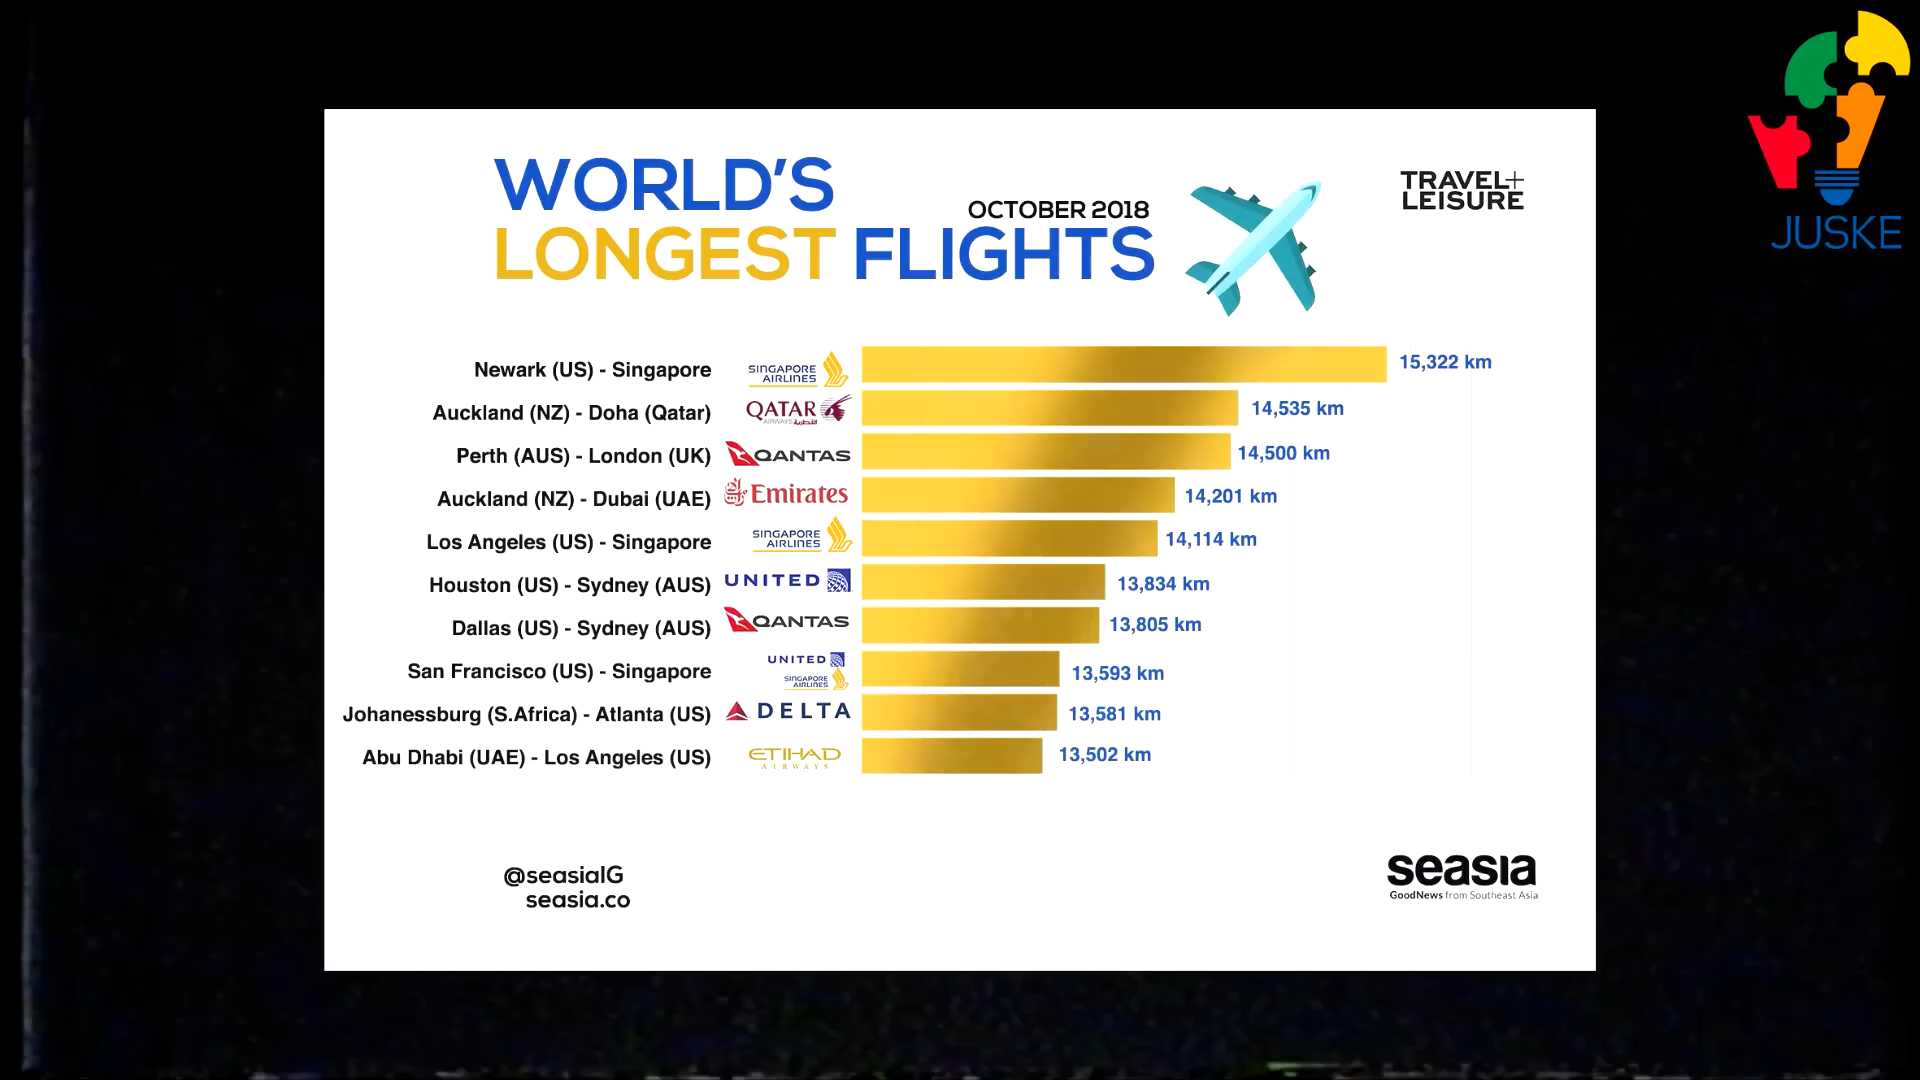 JUSKE
WORLD'S
LONGEST FLIGHTS
OCTOBER 2018
TRAVEL+
LEISURE
Newark (US) - Singapore SINGAPORE AIRLINES 15,322 km
Auckland (NZ) - Doha (Qatar) QATAR AIRWAYS القطرية 14,535 km
Perth (AUS) - London (UK) QANTAS 14,500 km
Auckland (NZ) - Dubai (UAE) Emirates 14,201 km
Los Angeles (US) - Singapore SINGAPORE AIRLINES 14,114 km
Houston (US) - Sydney (AUS) UNITED 13,834 km
Dallas (US) - Sydney (AUS) QANTAS 13,805 km
San Francisco (US) - Singapore UNITED SINGAPORE AIRLINES 13,593 km
Johanessburg (S.Africa) - Atlanta (US) DELTA 13,581 km
Abu Dhabi (UAE) - Los Angeles (US) ETIHAD AIRWAYS 13,502 km
@seasiaIG
seasia.co
seasia
GoodNews from Southeast Asia